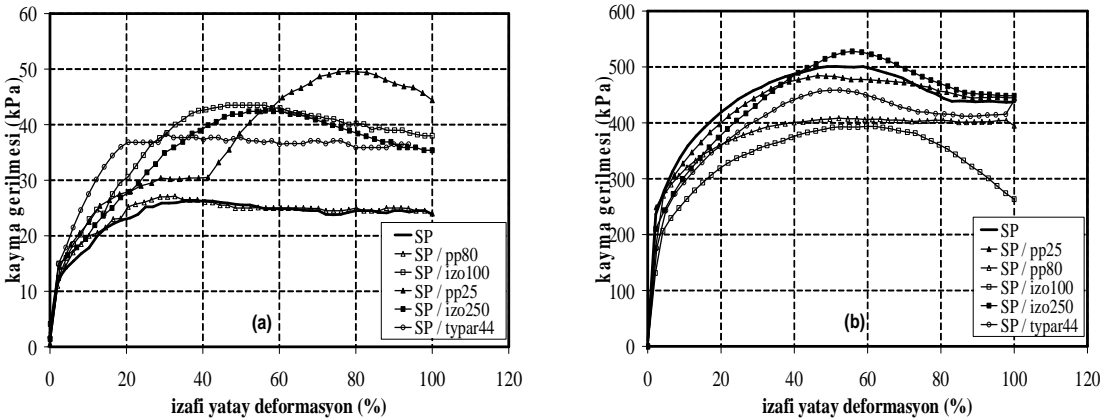 60
50
40
30
20
10
0
kayma gerilmesi (kPa)
0 20 40 60 80 100 120
izafi yatay deformasyon (%)
(a)
SP
SP / pp80
SP / izo100
SP / pp25
SP / izo250
SP / typar44
600
500
400
300
200
100
0
kayma gerilmesi (kPa)
0 20 40 60 80 100 120
izafi yatay deformasyon (%)
(b)
SP
SP / pp25
SP / pp80
SP / izo100
SP / izo250
SP / typar44